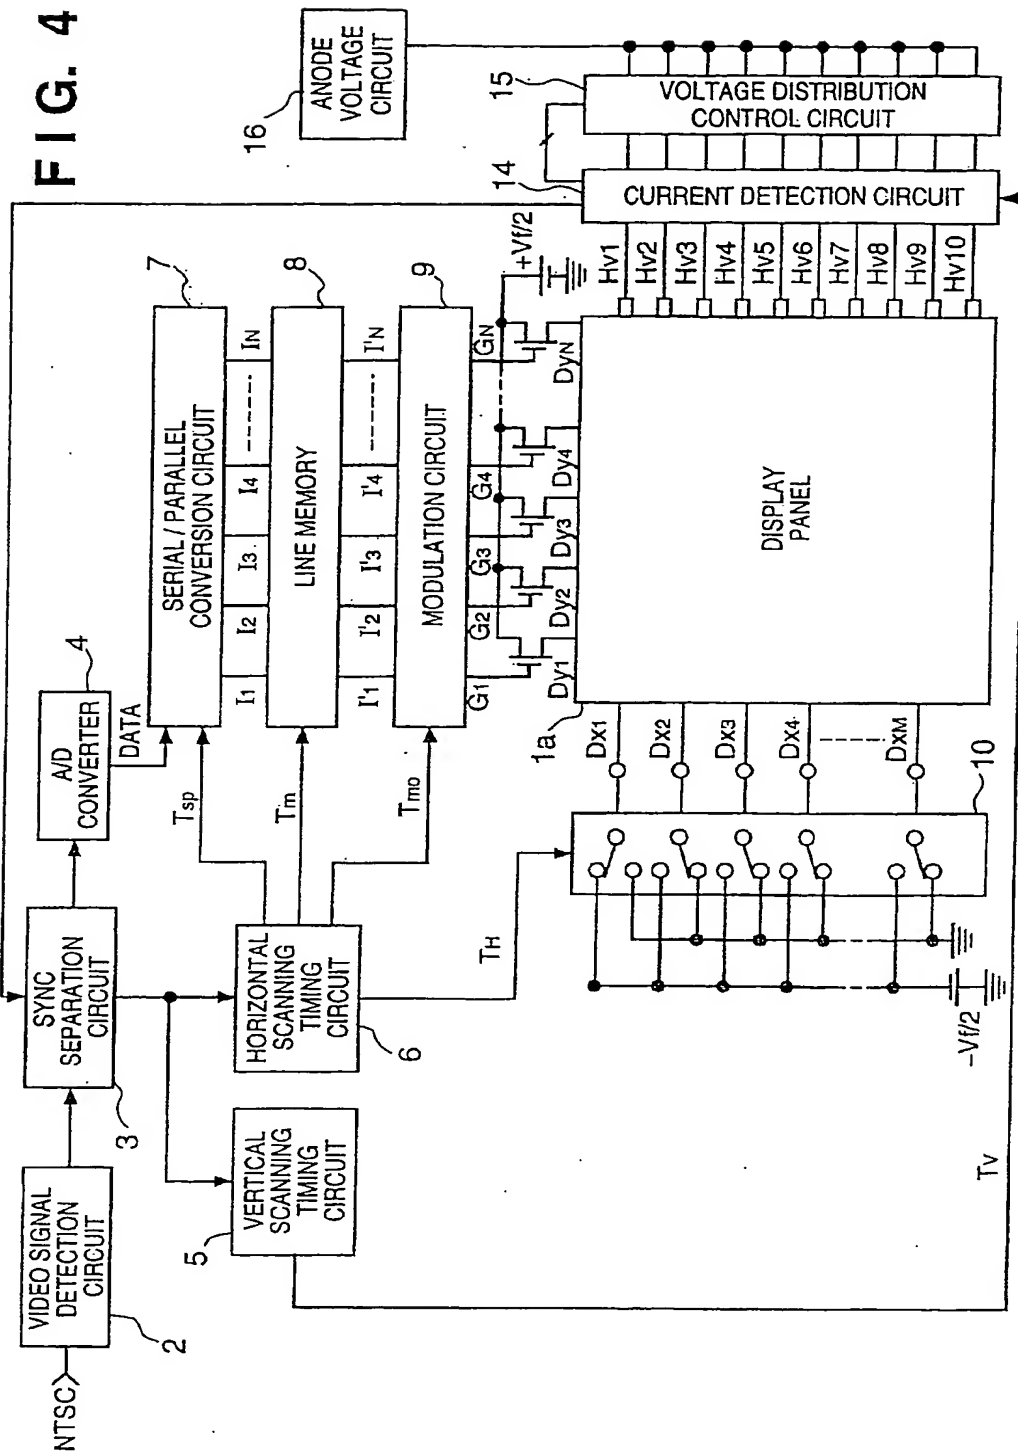 FIG. 4
NTSC
VIDEO SIGNAL
DETECTION
CIRCUIT
2
SYNC
SEPARATION
CIRCUIT
3
A/D
CONVERTER
4
DATA
VERTICAL
SCANNING
TIMING
CIRCUIT
5
HORIZONTAL
SCANNING
TIMING
CIRCUIT
6
Tsp
Tm
Tmo
TH
TV
SERIAL / PARALLEL
CONVERSION CIRCUIT
7
I1 I2 I3 I4 IN
LINE MEMORY
8
I'1 I'2 I'3 I'4 I'N
MODULATION CIRCUIT
9
G1 G2 G3 G4 GN
+Vf/2
Dy1 Dy2 Dy3 Dy4 DyN
1a
DISPLAY
PANEL
Dx1
Dx2
Dx3
Dx4
DxM
10
-Vf/2
Hv1
Hv2
Hv3
Hv4
Hv5
Hv6
Hv7
Hv8
Hv9
Hv10
14
CURRENT DETECTION CIRCUIT
15
VOLTAGE DISTRIBUTION
CONTROL CIRCUIT
16
ANODE
VOLTAGE
CIRCUIT